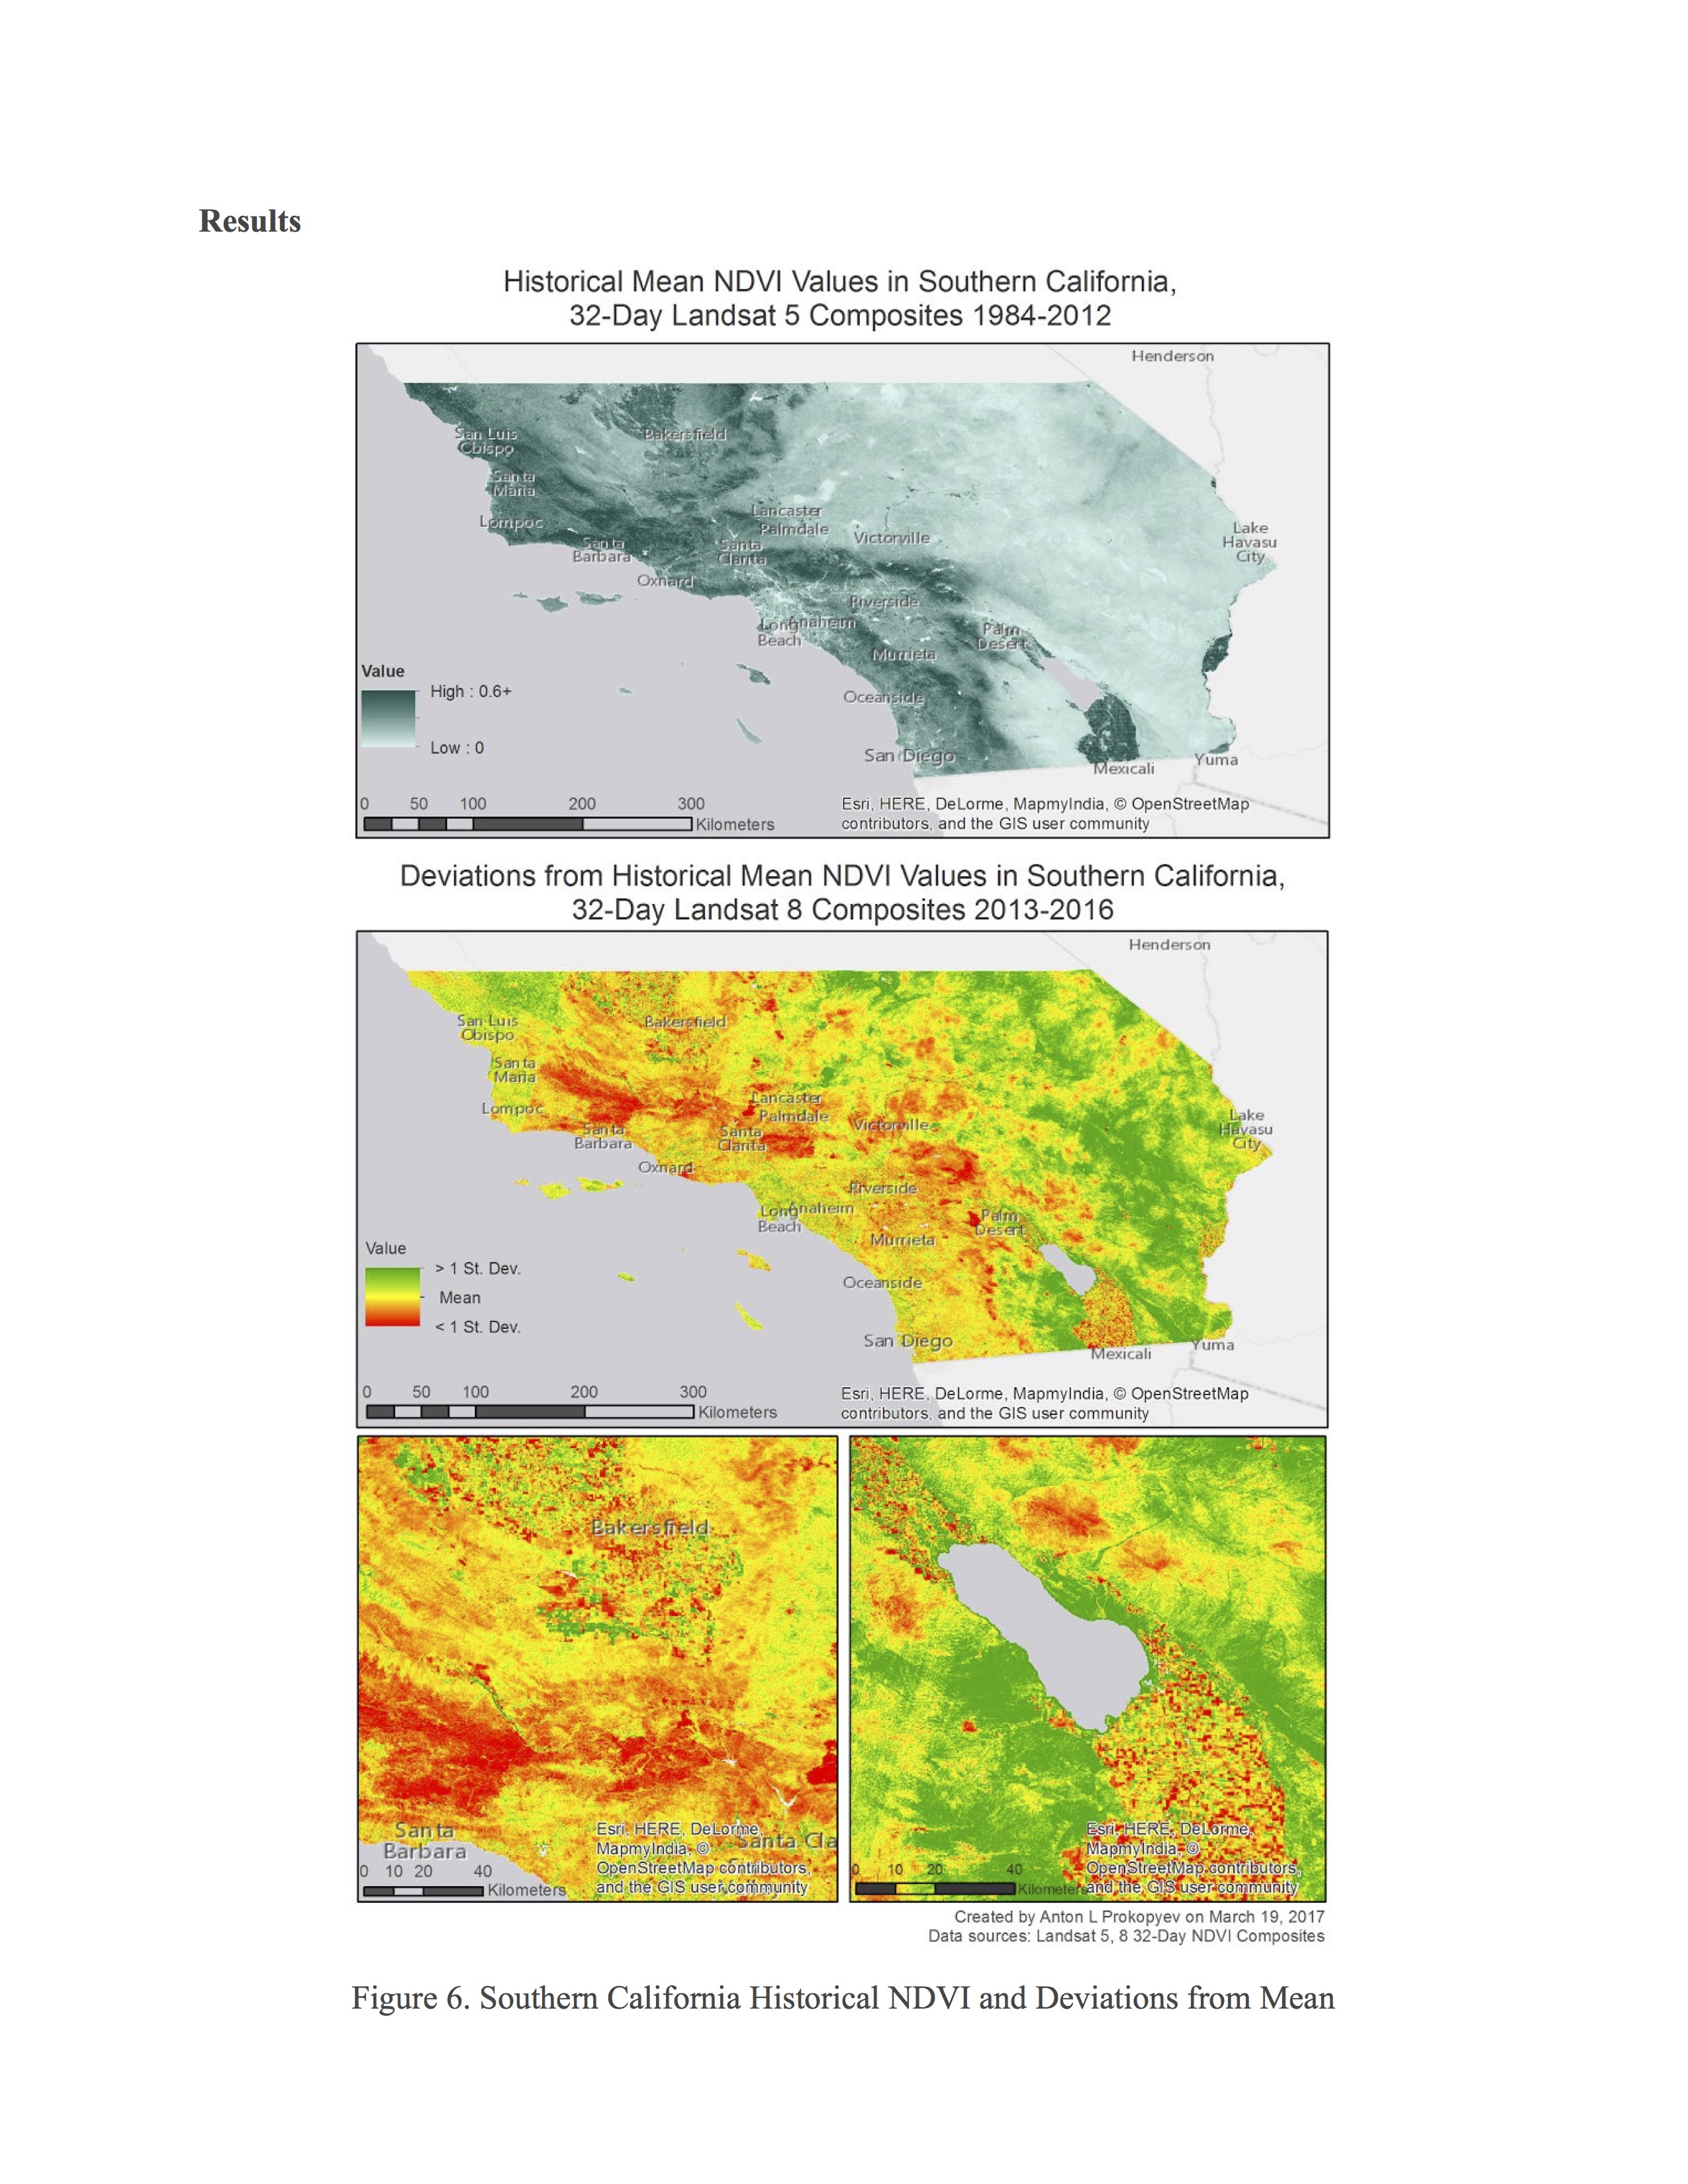 Results
Historical Mean NDVI Values in Southern California,
32-Day Landsat 5 Composites 1984-2012
Henderson
San Luis
Obispo
Bakersfield
Santa
Maria
Lompoc
Lancaster
Palmdale
Victorville
Lake
Havasu
City
Santa
Barbara
Santa
Clarita
Oxnard
Riverside
Long
Beach
Anaheim
Palm
Desert
Murrieta
Value
High : 0.6+
Low : 0
Oceanside
San Diego
Mexicali
Yuma
0 50 100 200 300
Kilometers
Esri, HERE, DeLorme, MapmyIndia, © OpenStreetMap
contributors, and the GIS user community
Deviations from Historical Mean NDVI Values in Southern California,
32-Day Landsat 8 Composites 2013-2016
Henderson
San Luis
Obispo
Bakersfield
Santa
Maria
Lompoc
Lancaster
Palmdale
Victorville
Lake
Havasu
City
Santa
Barbara
Santa
Clarita
Oxnard
Riverside
Long
Beach
Anaheim
Palm
Desert
Murrieta
Value
> 1 St. Dev.
Mean
< 1 St. Dev.
Oceanside
San Diego
Mexicali
Yuma
0 50 100 200 300
Kilometers
Esri, HERE, DeLorme, MapmyIndia, © OpenStreetMap
contributors, and the GIS user community
Bakersfield
Santa
Barbara
Santa Cla
Esri, HERE, DeLorme,
MapmyIndia, ©
OpenStreetMap contributors,
and the GIS user community
0 10 20 40
Kilometers
Esri, HERE, DeLorme,
MapmyIndia, ©
OpenStreetMap contributors,
and the GIS user community
0 10 20 40
Kilometers
Created by Anton L Prokopyev on March 19, 2017
Data sources: Landsat 5, 8 32-Day NDVI Composites
Figure 6. Southern California Historical NDVI and Deviations from Mean